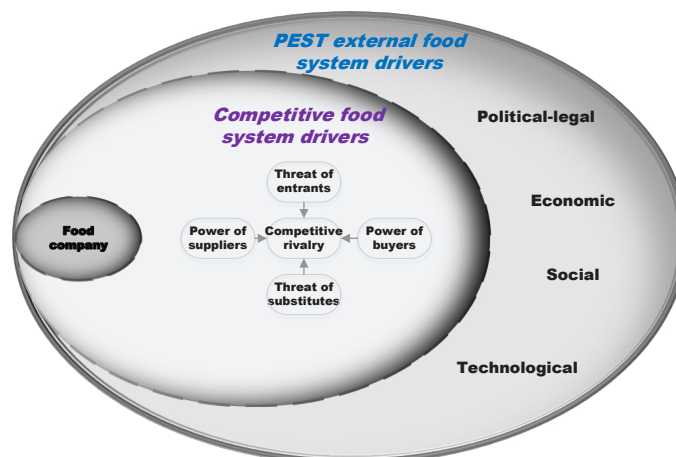 PEST external food
system drivers
Competitive food
system drivers
Political-legal
Threat of
entrants
Economic
Food
company
Power of
suppliers
Competitive
rivalry
Power of
buyers
Social
Threat of
substitutes
Technological